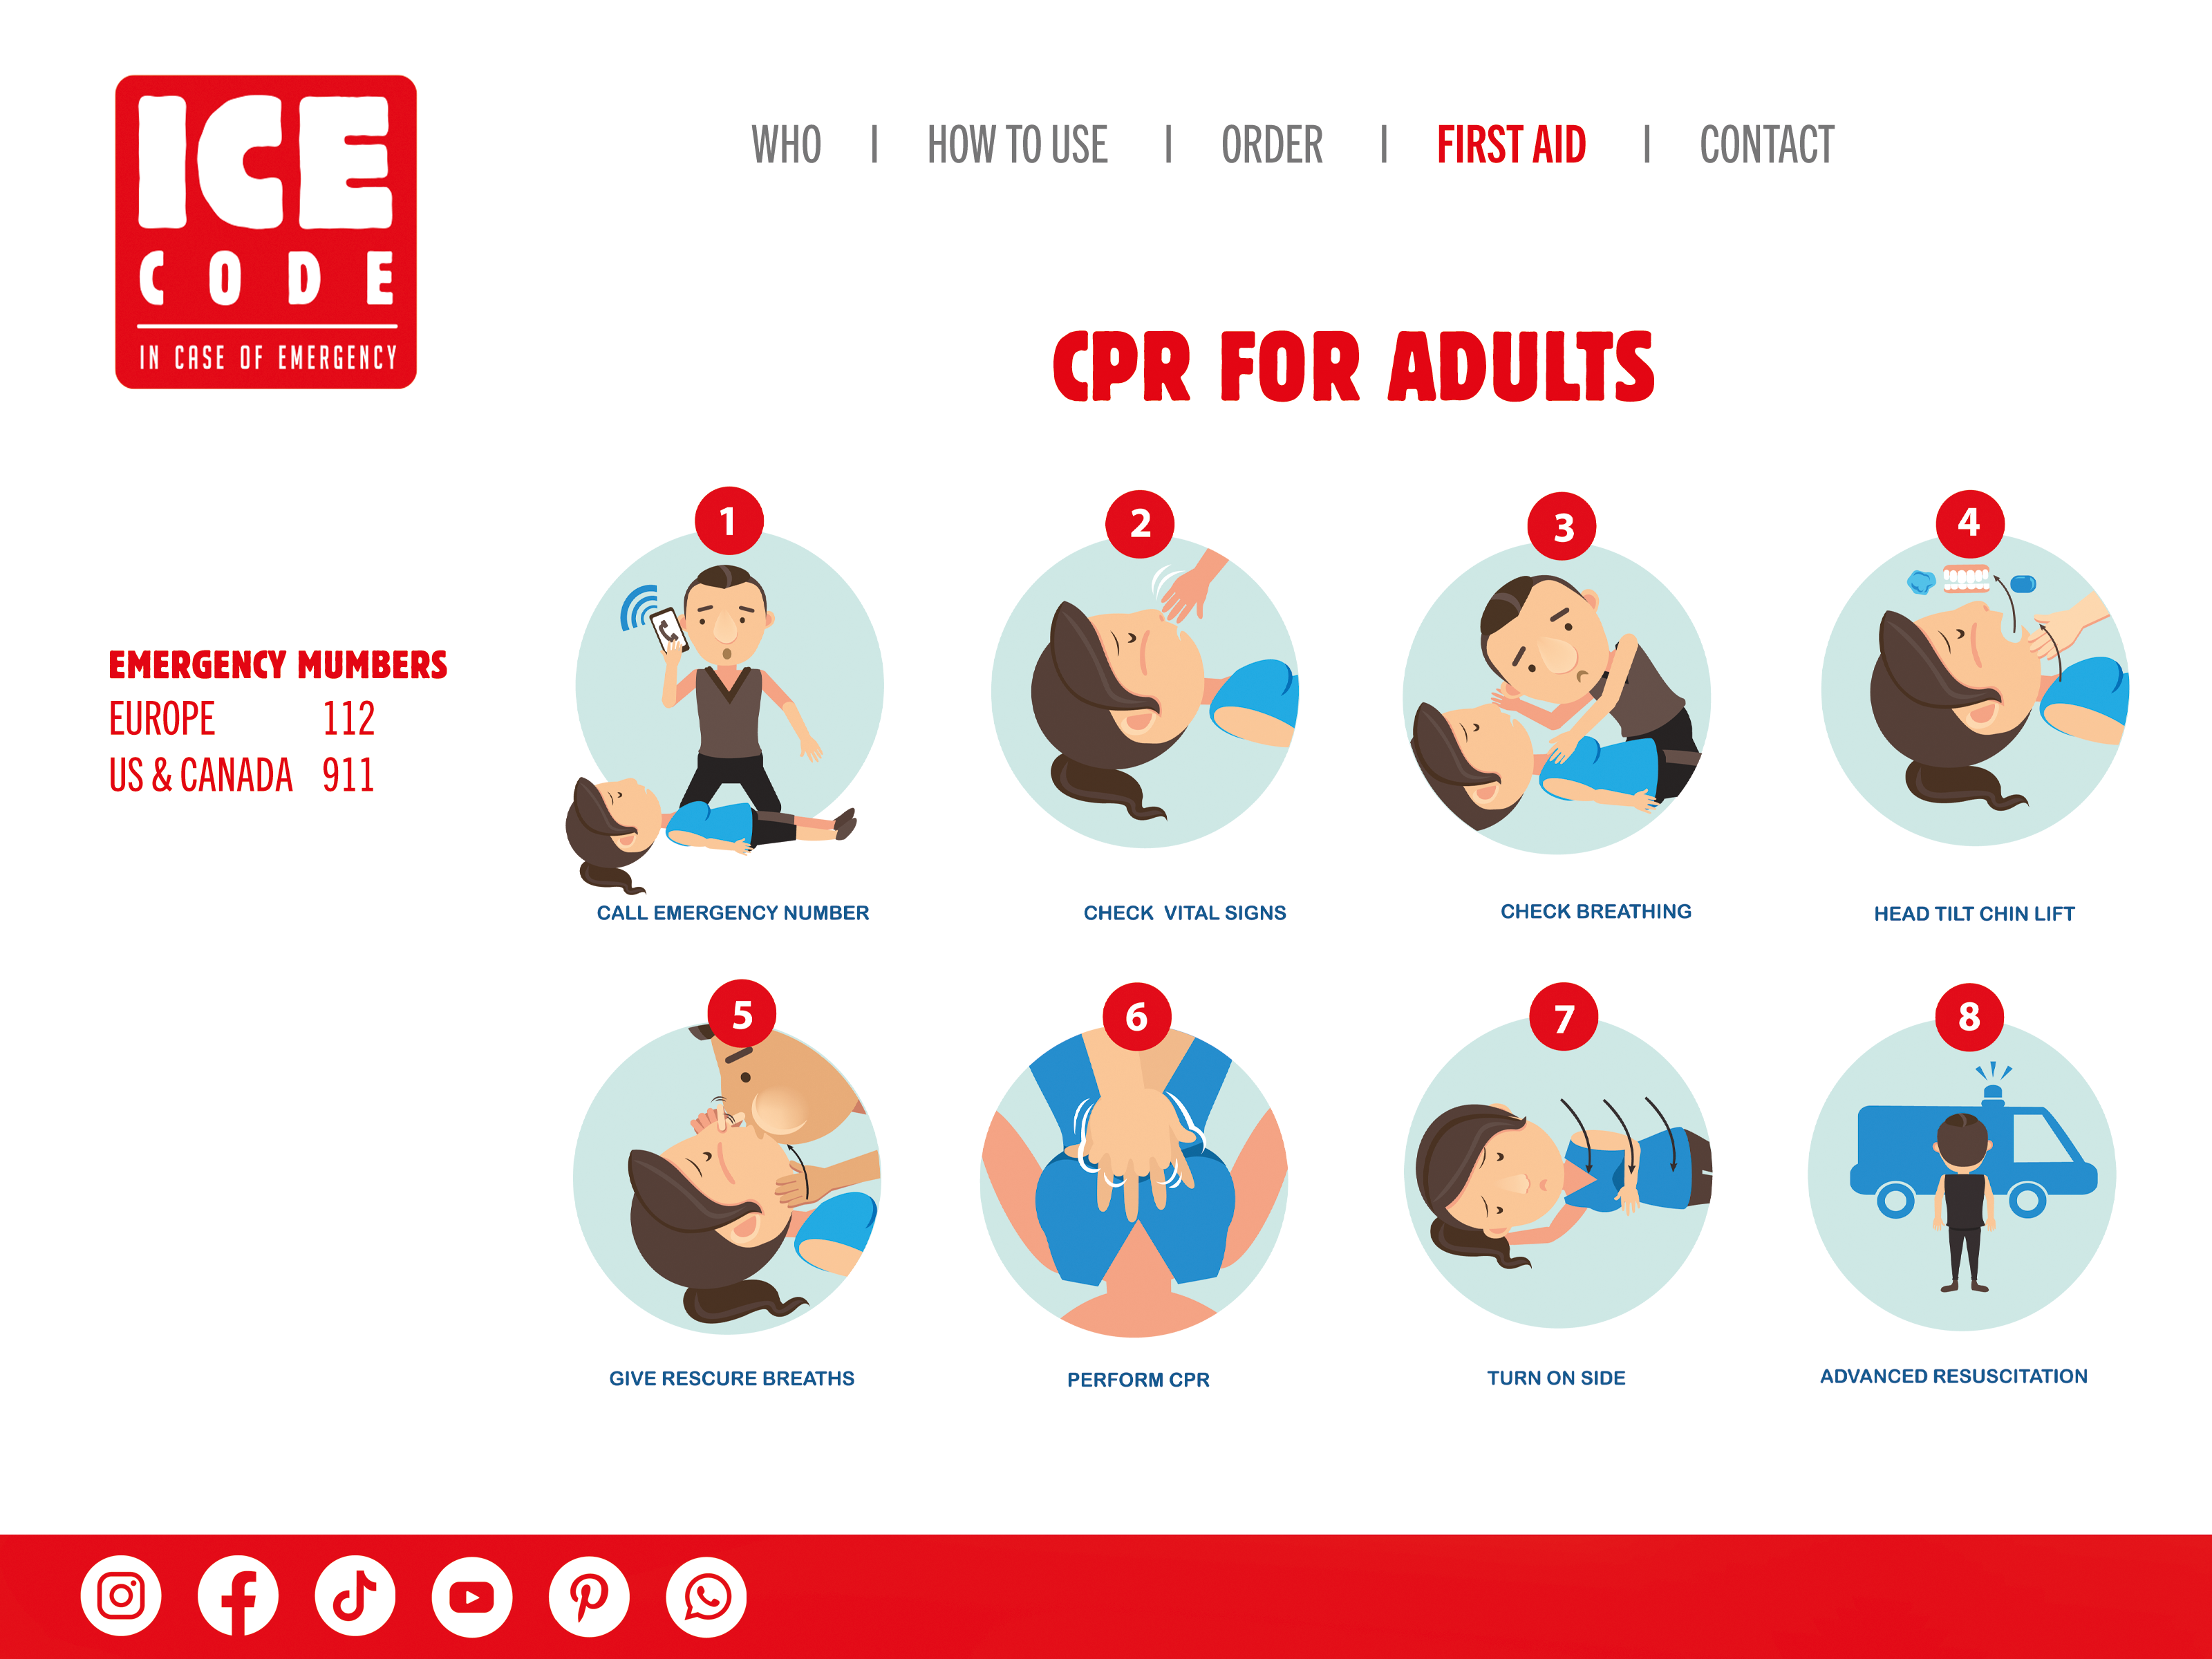 ICE
CODE
IN CASE OF EMERGENCY
WHO | HOW TO USE | ORDER | FIRST AID | CONTACT
CPR FOR ADULTS
EMERGENCY MUMBERS
EUROPE 112
US & CANADA 911
1
2
3
4
CALL EMERGENCY NUMBER
CHECK VITAL SIGNS
CHECK BREATHING
HEAD TILT CHIN LIFT
5
6
7
8
GIVE RESCURE BREATHS
PERFORM CPR
TURN ON SIDE
ADVANCED RESUSCITATION